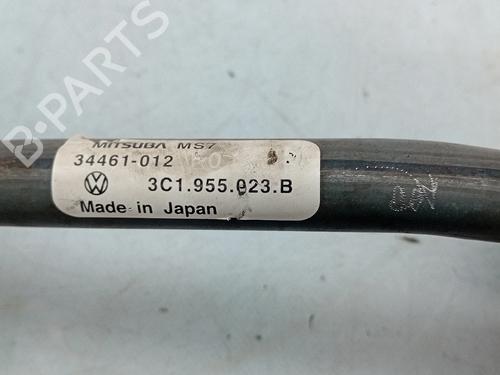 B-PARTS
MITSUBA MS7
34461-012
3C1.955.023.B
Made in Japan